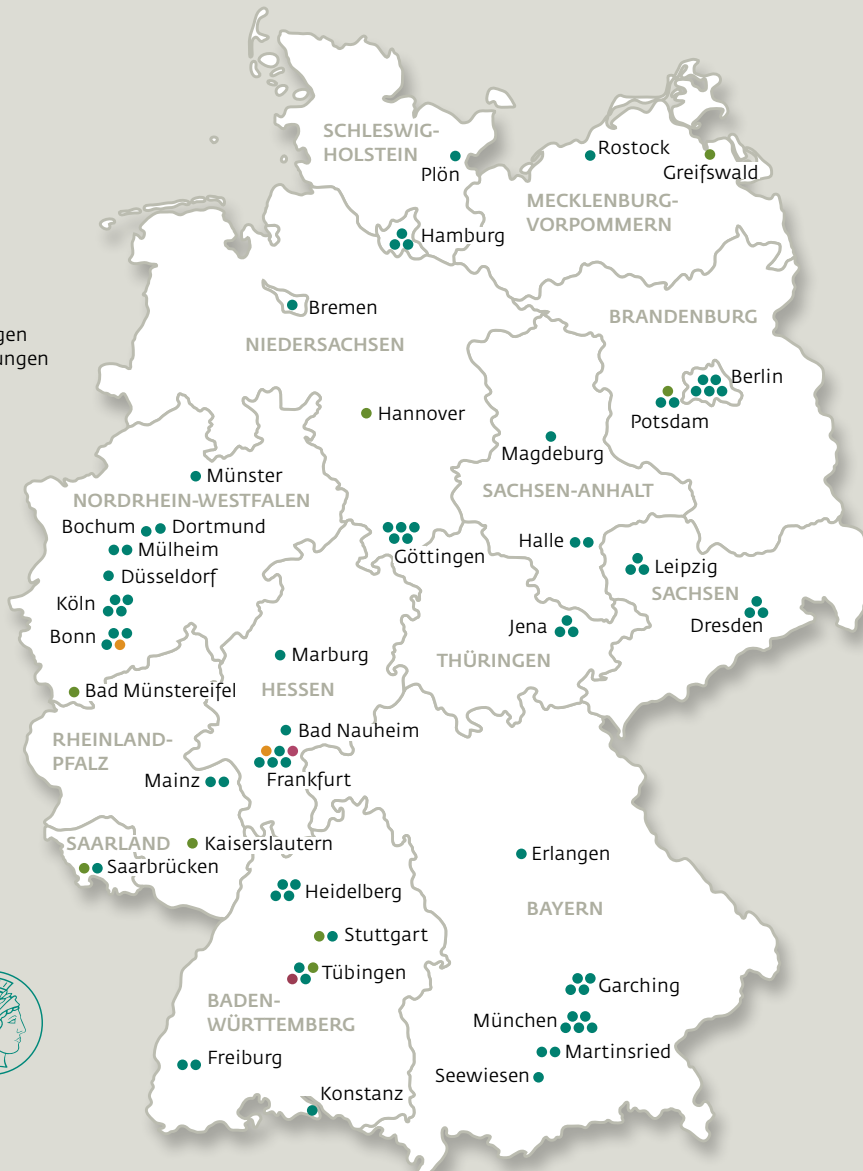 SCHLESWIG-
HOLSTEIN
Plön
Rostock
Greifswald
MECKLENBURG-
VORPOMMERN
Hamburg
Bremen
gen
ungen
NIEDERSACHSEN
BRANDENBURG
Berlin
Potsdam
Hannover
Magdeburg
SACHSEN-ANHALT
Münster
NORDRHEIN-WESTFALEN
Bochum
Dortmund
Mülheim
Düsseldorf
Köln
Bonn
Göttingen
Halle
Leipzig
SACHSEN
Dresden
Jena
THÜRINGEN
Marburg
HESSEN
Bad Münstereifel
Bad Nauheim
RHEINLAND-
PFALZ
Mainz
Frankfurt
SAARLAND
Kaiserslautern
Saarbrücken
Erlangen
Heidelberg
BAYERN
Stuttgart
Tübingen
Garching
BADEN-
WÜRTTEMBERG
München
Martinsried
Freiburg
Seewiesen
Konstanz